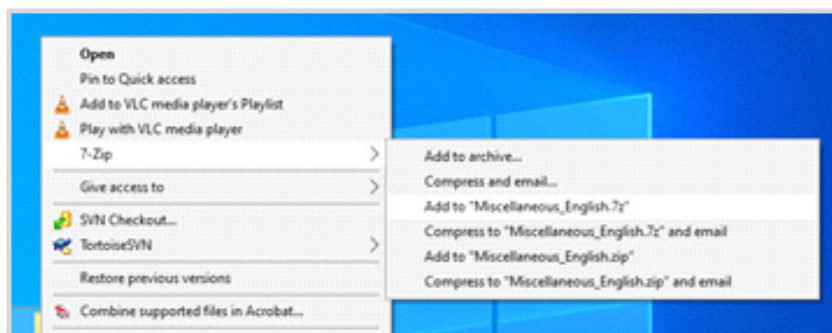 Open
Pin to Quick access
Add to VLC media player's Playlist
Play with VLC media player
7-Zip
Give access to
SVN Checkout...
TortoiseSVN
Restore previous versions
Combine supported files in Acrobat...
Add to archive...
Compress and email...
Add to "Miscellaneous_English.7z"
Compress to "Miscellaneous_English.7z" and email
Add to "Miscellaneous_English.zip"
Compress to "Miscellaneous_English.zip" and email